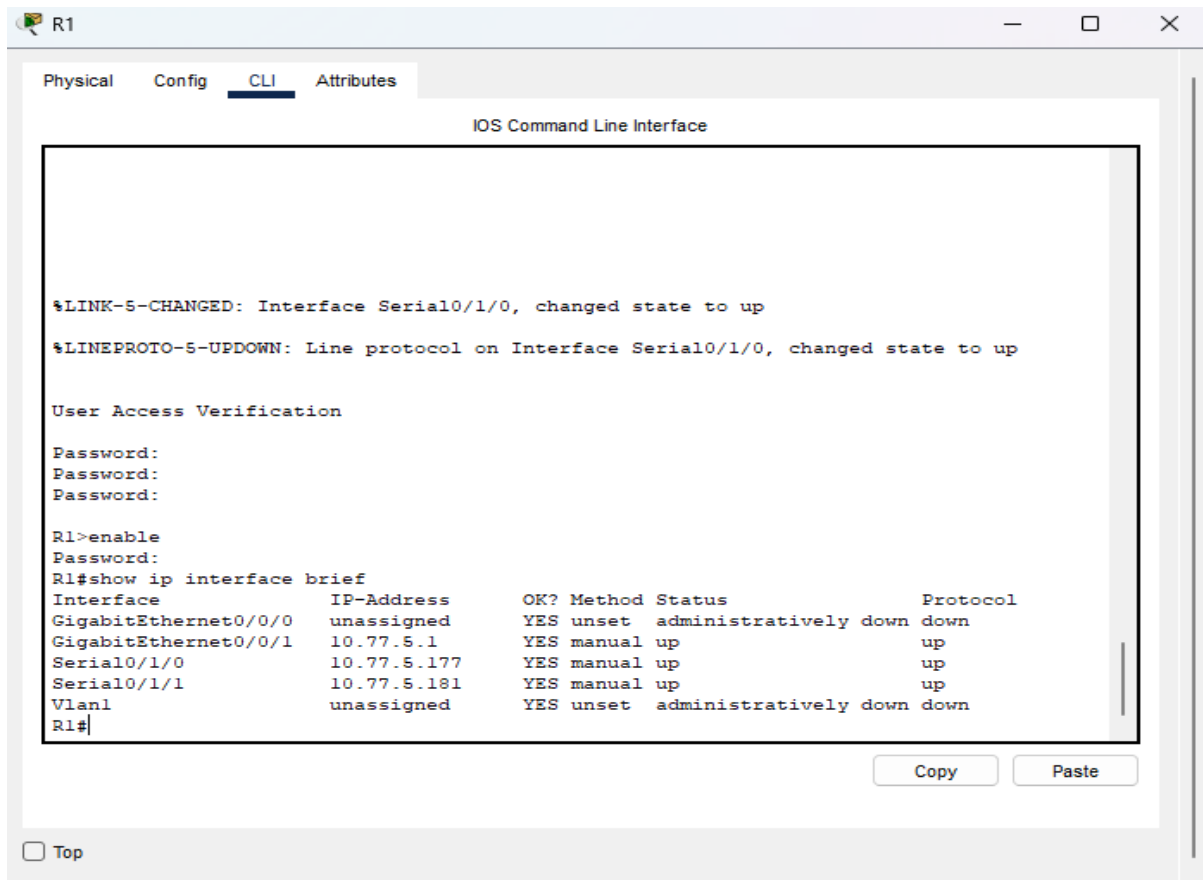 R1
Physical Config CLI Attributes
IOS Command Line Interface
%LINK-5-CHANGED: Interface Serial0/1/0, changed state to up
%LINEPROTO-5-UPDOWN: Line protocol on Interface Serial0/1/0, changed state to up
User Access Verification
Password:
Password:
Password:
R1>enable
Password:
R1#show ip interface brief
Interface IP-Address OK? Method Status Protocol
GigabitEthernet0/0/0 unassigned YES unset administratively down down
GigabitEthernet0/0/1 10.77.5.1 YES manual up up
Serial0/1/0 10.77.5.177 YES manual up up
Serial0/1/1 10.77.5.181 YES manual up up
Vlan1 unassigned YES unset administratively down down
R1#
Copy Paste
Top